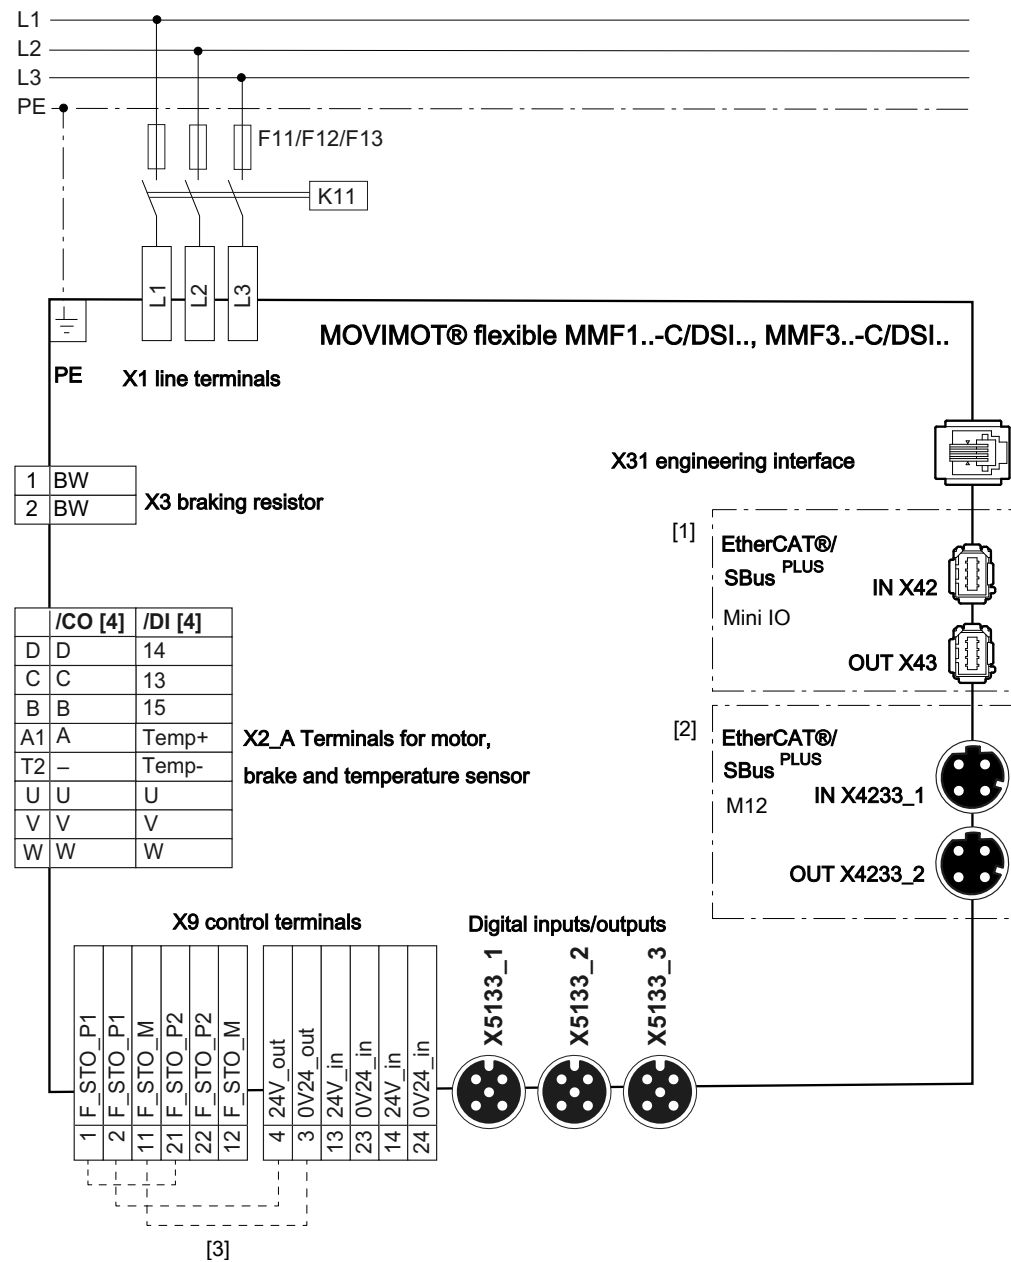 L1
L2
L3
PE
F11/F12/F13
K11
L1
L2
L3
MOVIMOT® flexible MMF1..-C/DSI.., MMF3..-C/DSI..
PE
X1 line terminals
X31 engineering interface
1 BW
2 BW
X3 braking resistor
[1]
EtherCAT®/
SBus PLUS
IN X42
Mini IO
OUT X43
/CO [4] /DI [4]
D D 14
C C 13
B B 15
A1 A Temp+
T2 – Temp-
U U U
V V V
W W W
X2_A Terminals for motor,
brake and temperature sensor
[2]
EtherCAT®/
SBus PLUS
IN X4233_1
M12
OUT X4233_2
X9 control terminals
1 F_STO_P1
2 F_STO_P1
11 F_STO_M
21 F_STO_P2
22 F_STO_P2
12 F_STO_M
4 24V_out
3 0V24_out
13 24V_in
23 0V24_in
14 24V_in
24 0V24_in
Digital inputs/outputs
X5133_1
X5133_2
X5133_3
[3]